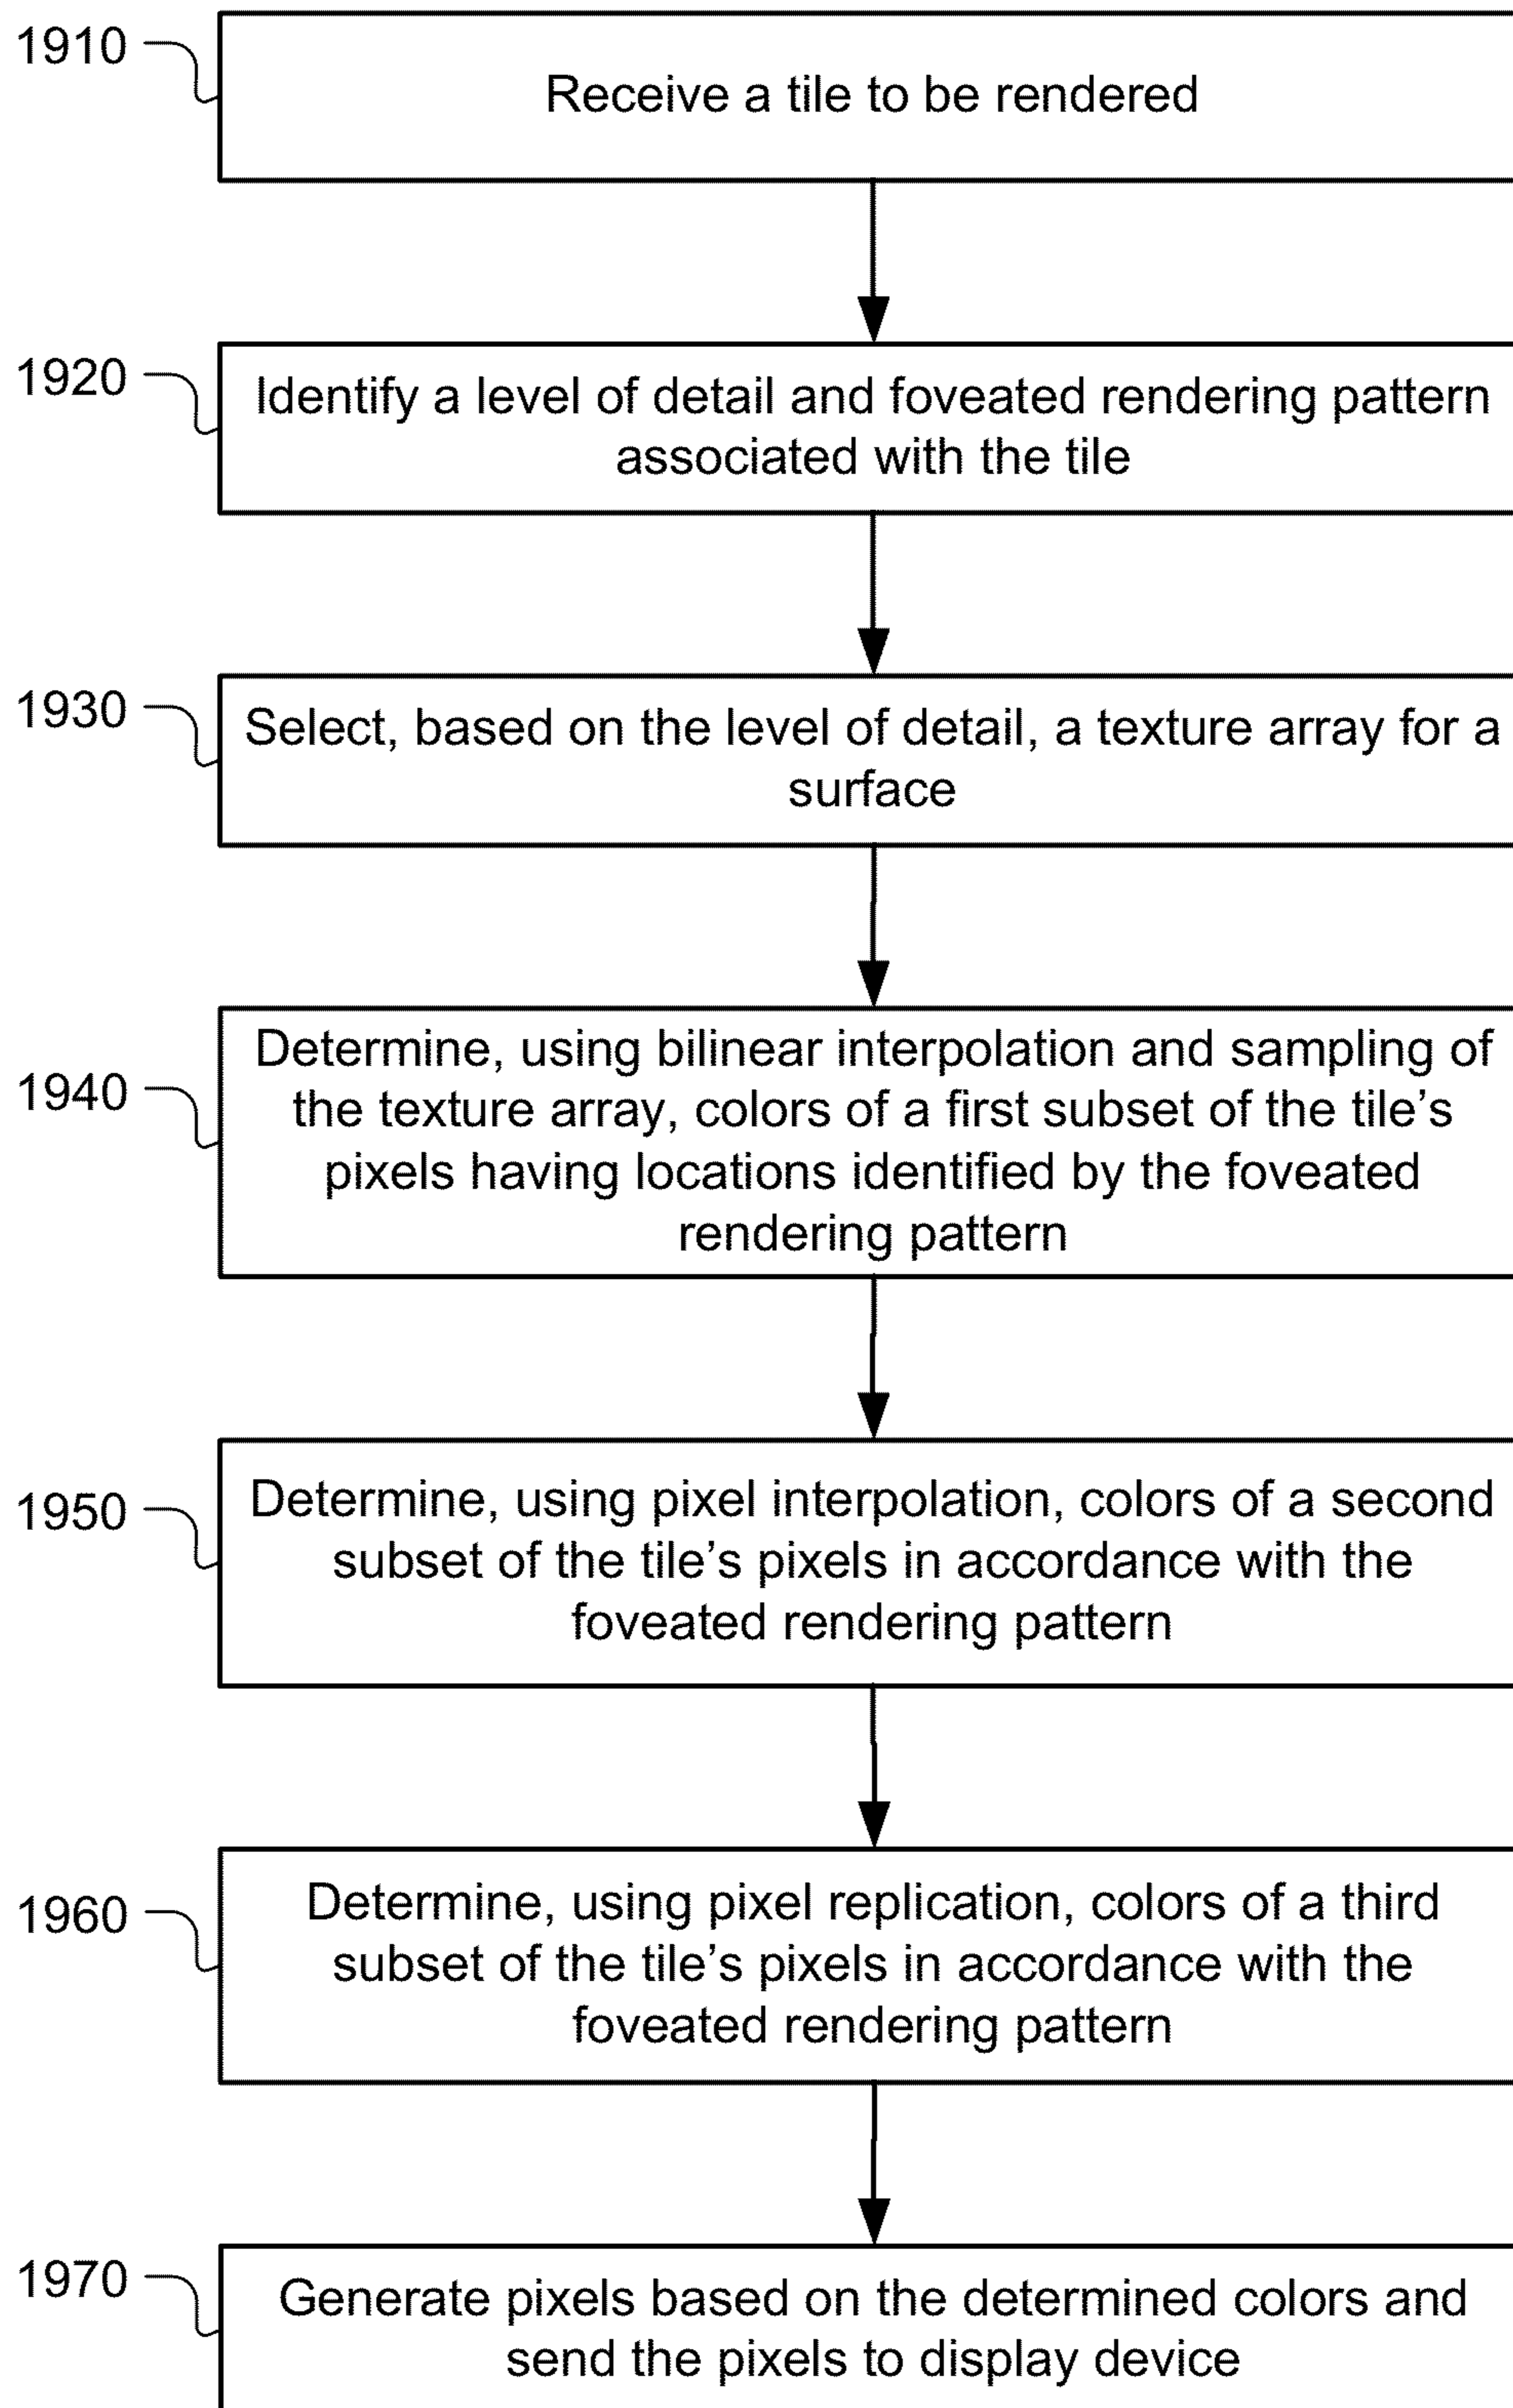 1910
Receive a tile to be rendered
1920
Identify a level of detail and foveated rendering pattern
associated with the tile
1930
Select, based on the level of detail, a texture array for a
surface
1940
Determine, using bilinear interpolation and sampling of
the texture array, colors of a first subset of the tile’s
pixels having locations identified by the foveated
rendering pattern
1950
Determine, using pixel interpolation, colors of a second
subset of the tile’s pixels in accordance with the
foveated rendering pattern
1960
Determine, using pixel replication, colors of a third
subset of the tile’s pixels in accordance with the
foveated rendering pattern
1970
Generate pixels based on the determined colors and
send the pixels to display device